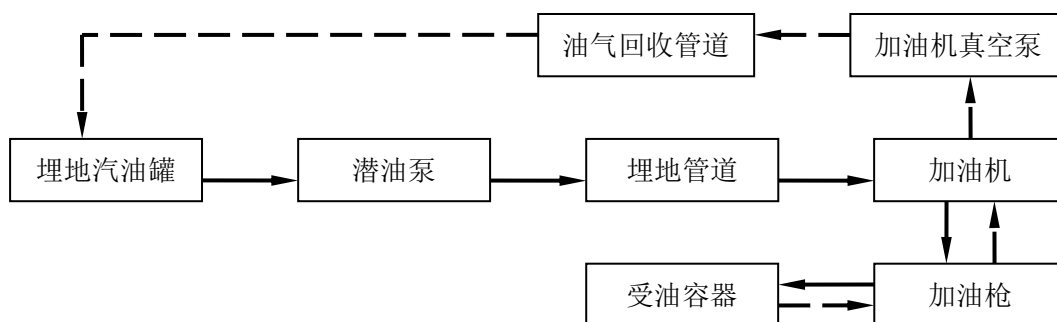 油气回收管道
加油机真空泵
埋地汽油罐
潜油泵
埋地管道
加油机
受油容器
加油枪